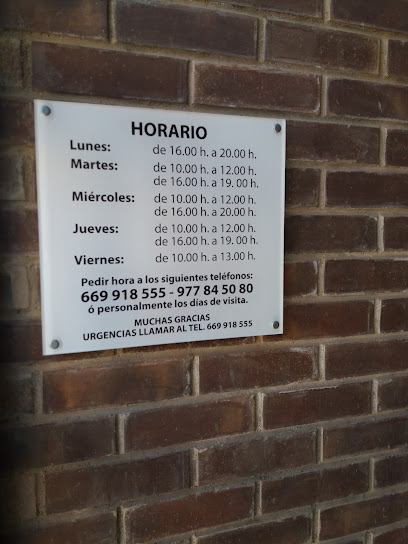 HORARIO
Lunes: de 16.00 h. a 20.00 h.
Martes: de 10.00 h. a 12.00 h.
de 16.00 h. a 19. 00 h.
Miércoles: de 10.00 h. a 12.00 h.
de 16.00 h. a 20.00 h.
Jueves: de 10.00 h. a 12.00 h.
de 16.00 h. a 19. 00 h.
Viernes: de 10.00 h. a 13.00 h.
Pedir hora a los siguientes teléfonos:
669 918 555 - 977 84 50 80
ó personalmente los días de visita.
MUCHAS GRACIAS
URGENCIAS LLAMAR AL TEL. 669 918 555